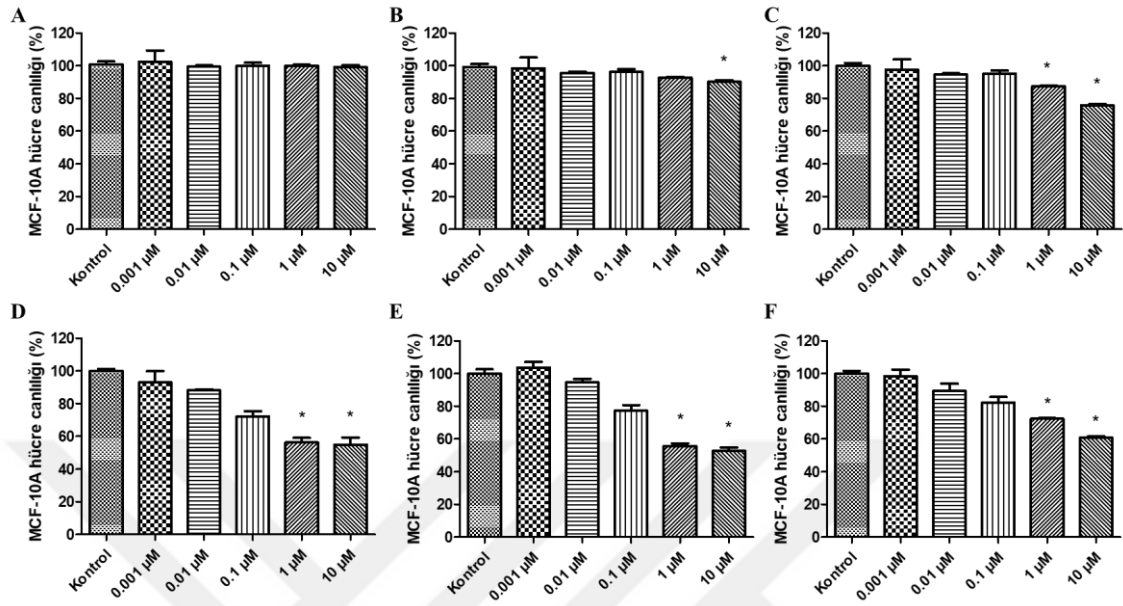 A
MCF-10A hücre canlılığı (%)
120
100
80
60
40
20
0
Kontrol
0.001 µM
0.01 µM
0.1 µM
1 µM
10 µM
B
MCF-10A hücre canlılığı (%)
120
100
80
60
40
20
0
*
Kontrol
0.001 µM
0.01 µM
0.1 µM
1 µM
10 µM
C
MCF-10A hücre canlılığı (%)
120
100
80
60
40
20
0
*
*
Kontrol
0.001 µM
0.01 µM
0.1 µM
1 µM
10 µM
D
MCF-10A hücre canlılığı (%)
120
100
80
60
40
20
0
*
*
Kontrol
0.001 µM
0.01 µM
0.1 µM
1 µM
10 µM
E
MCF-10A hücre canlılığı (%)
120
100
80
60
40
20
0
*
*
Kontrol
0.001 µM
0.01 µM
0.1 µM
1 µM
10 µM
F
MCF-10A hücre canlılığı (%)
120
100
80
60
40
20
0
*
*
Kontrol
0.001 µM
0.01 µM
0.1 µM
1 µM
10 µM